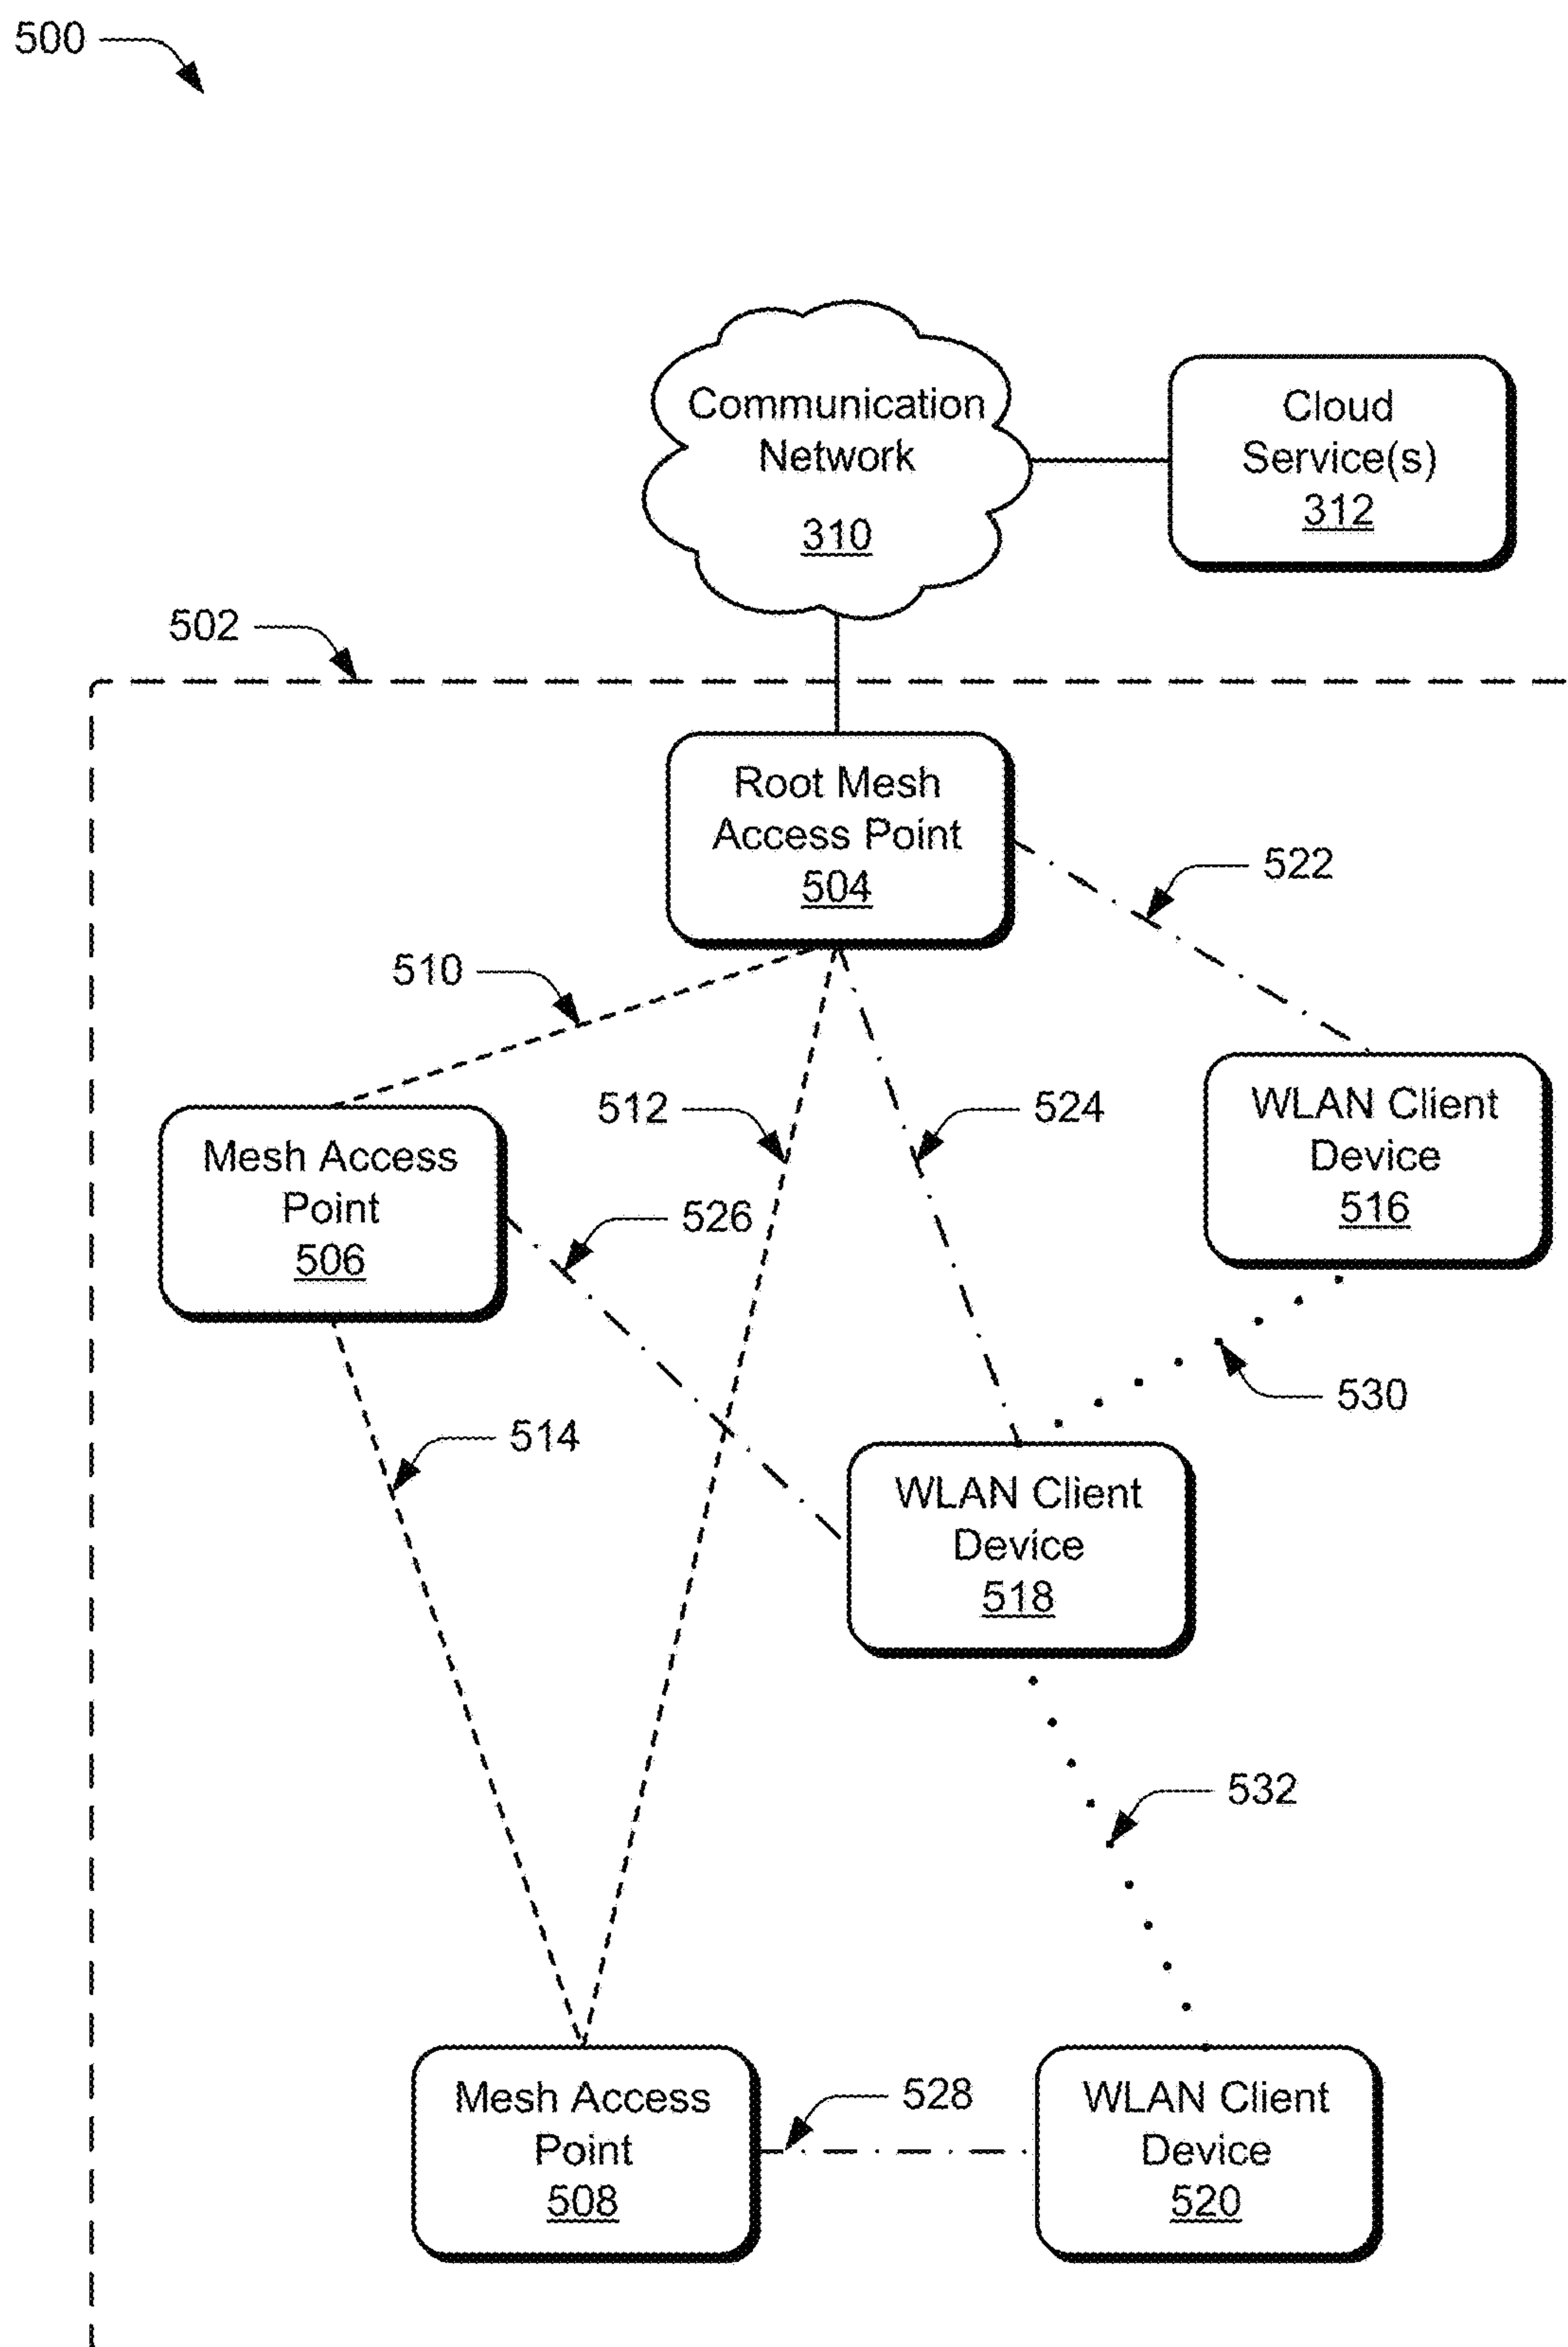 500
Communication
Network
310
Cloud
Service(s)
312
502
Root Mesh
Access Point
504
522
510
512
524
WLAN Client
Device
516
Mesh Access
Point
506
526
530
514
WLAN Client
Device
518
532
Mesh Access
Point
508
528
WLAN Client
Device
520